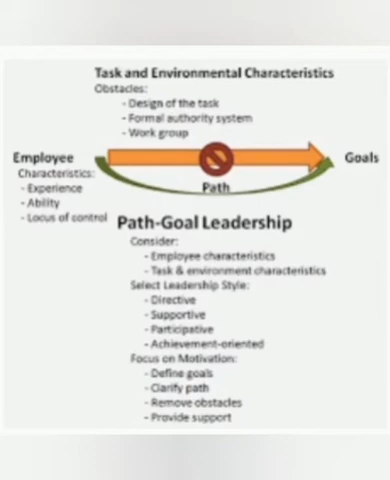 Task and Environmental Characteristics
Obstacles:
- Design of the task
- Formal authority system
- Work group
Employee
Goals
Characteristics:
- Experience
- Ability
- Locus of control
Path
Path-Goal Leadership
Consider:
- Employee characteristics
- Task & environment characteristics
Select Leadership Style:
- Directive
- Supportive
- Participative
- Achievement-oriented
Focus on Motivation:
- Define goals
- Clarify path
- Remove obstacles
- Provide support